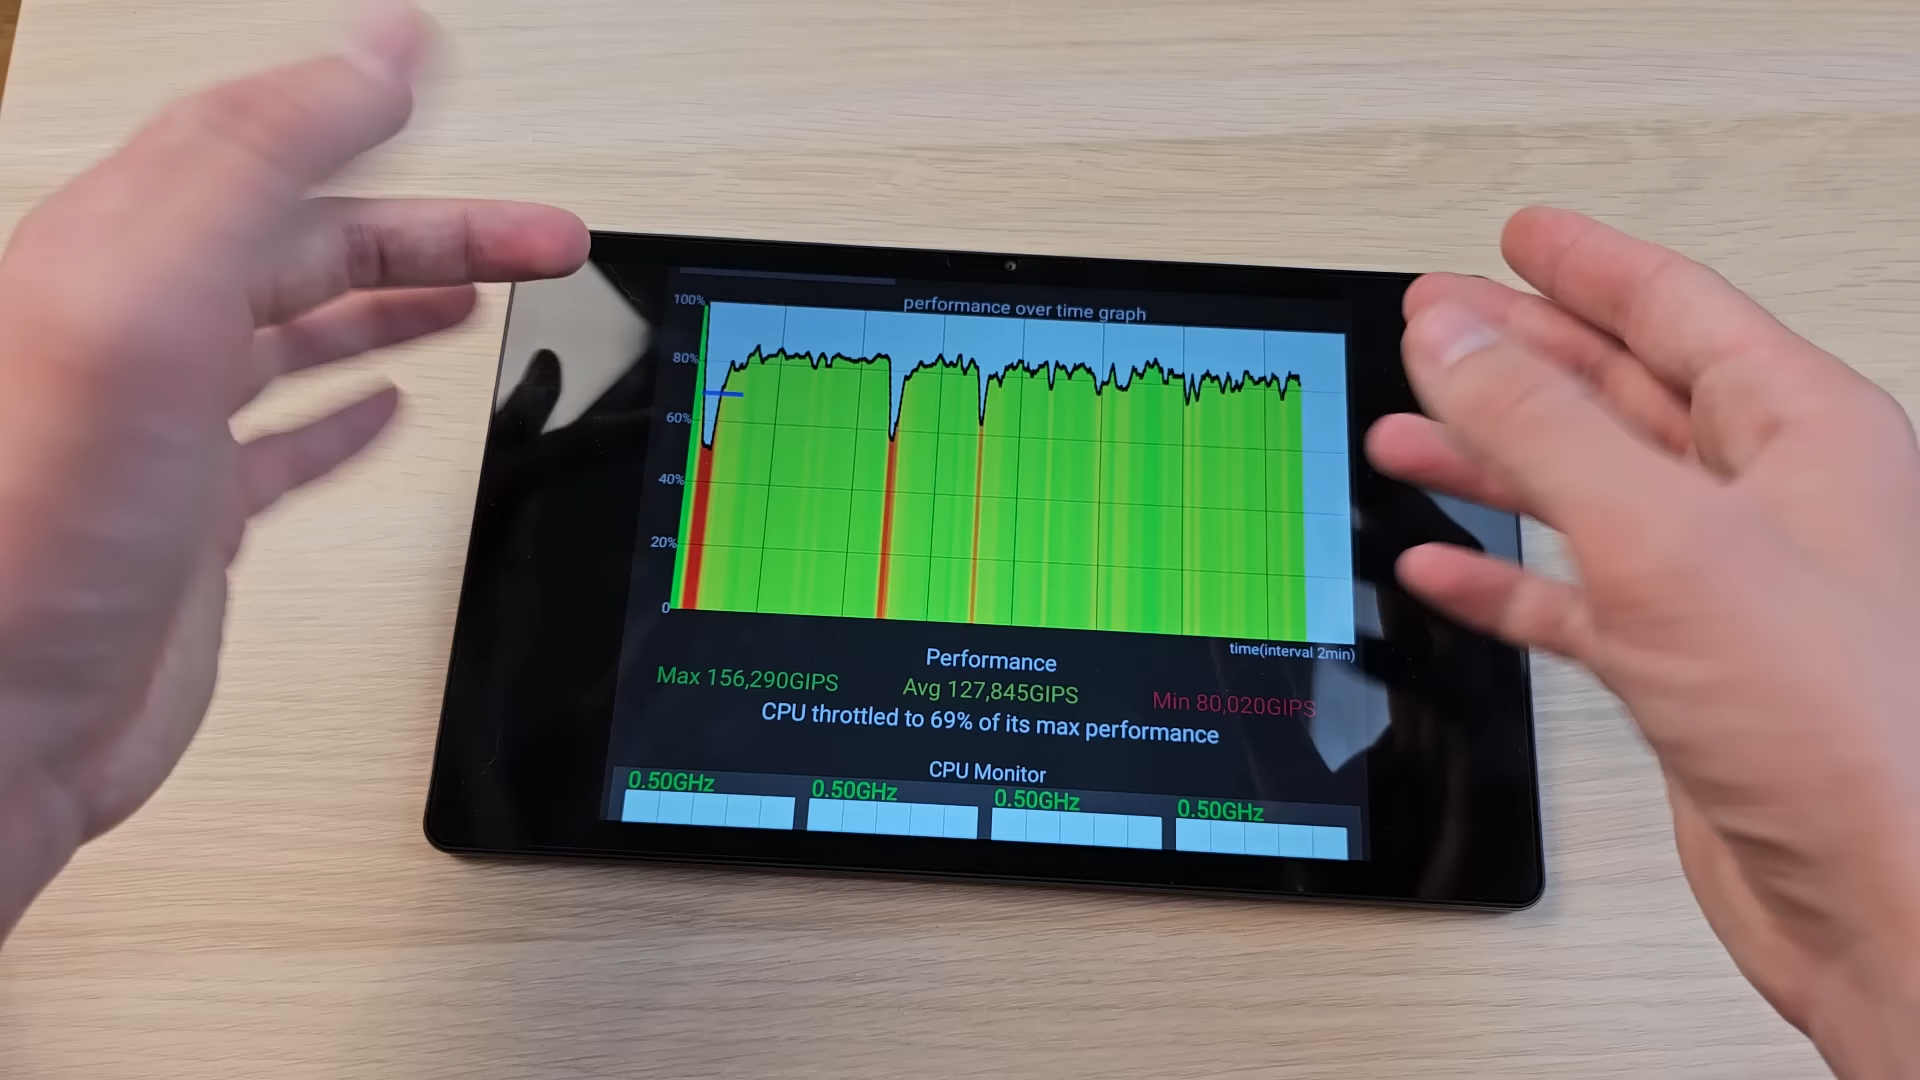 performance over time graph
100%
80%
60%
40%
20%
0
time(interval 2min)
Performance
Max 156,290GIPS Avg 127,845GIPS Min 80,020GIPS
CPU throttled to 69% of its max performance
CPU Monitor
0.50GHz 0.50GHz 0.50GHz 0.50GHz